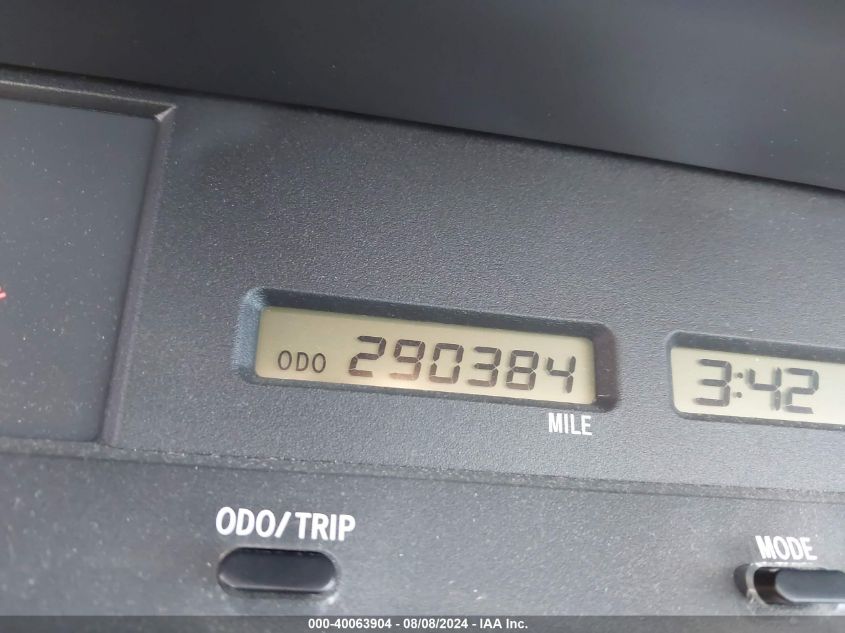 ODO 290384
3:42
MILE
ODO/TRIP
MODE
000-40063904 - 08/08/2024 - IAA Inc.